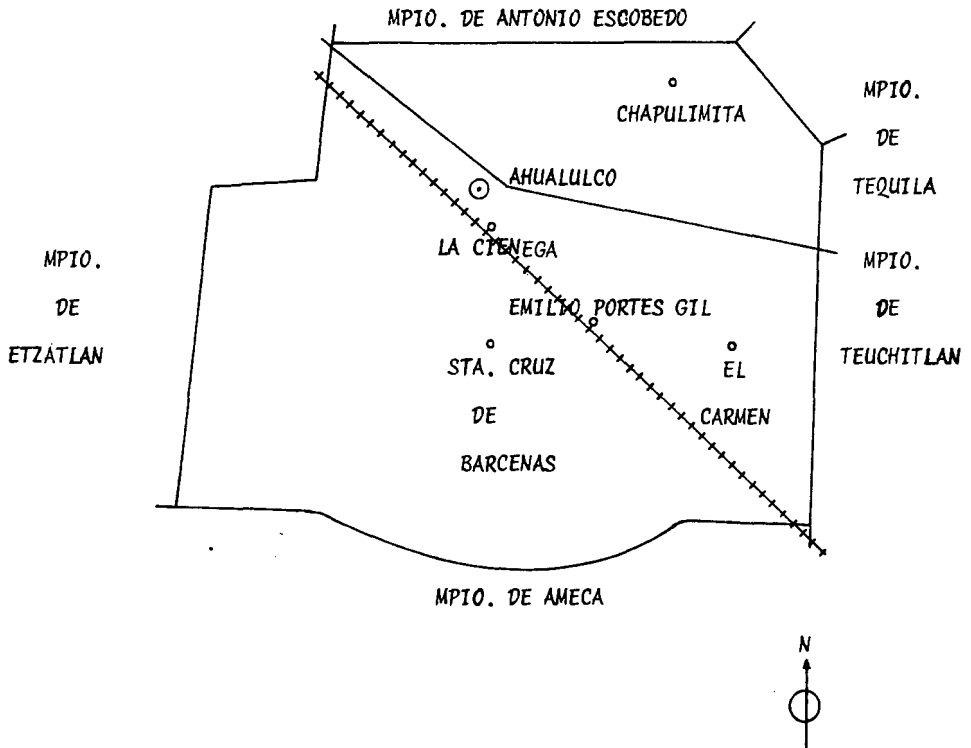 MPIO. DE ANTONIO ESCOBEDO
CHAPULIMITA
MPIO.
DE
TEQUILA
AHUALULCO
LA CIENEGA
MPIO.
DE
ETZATLAN
EMILIO PORTES GIL
MPIO.
DE
TEUCHITLAN
STA. CRUZ
DE
BARCENAS
EL
CARMEN
MPIO. DE AMECA
N